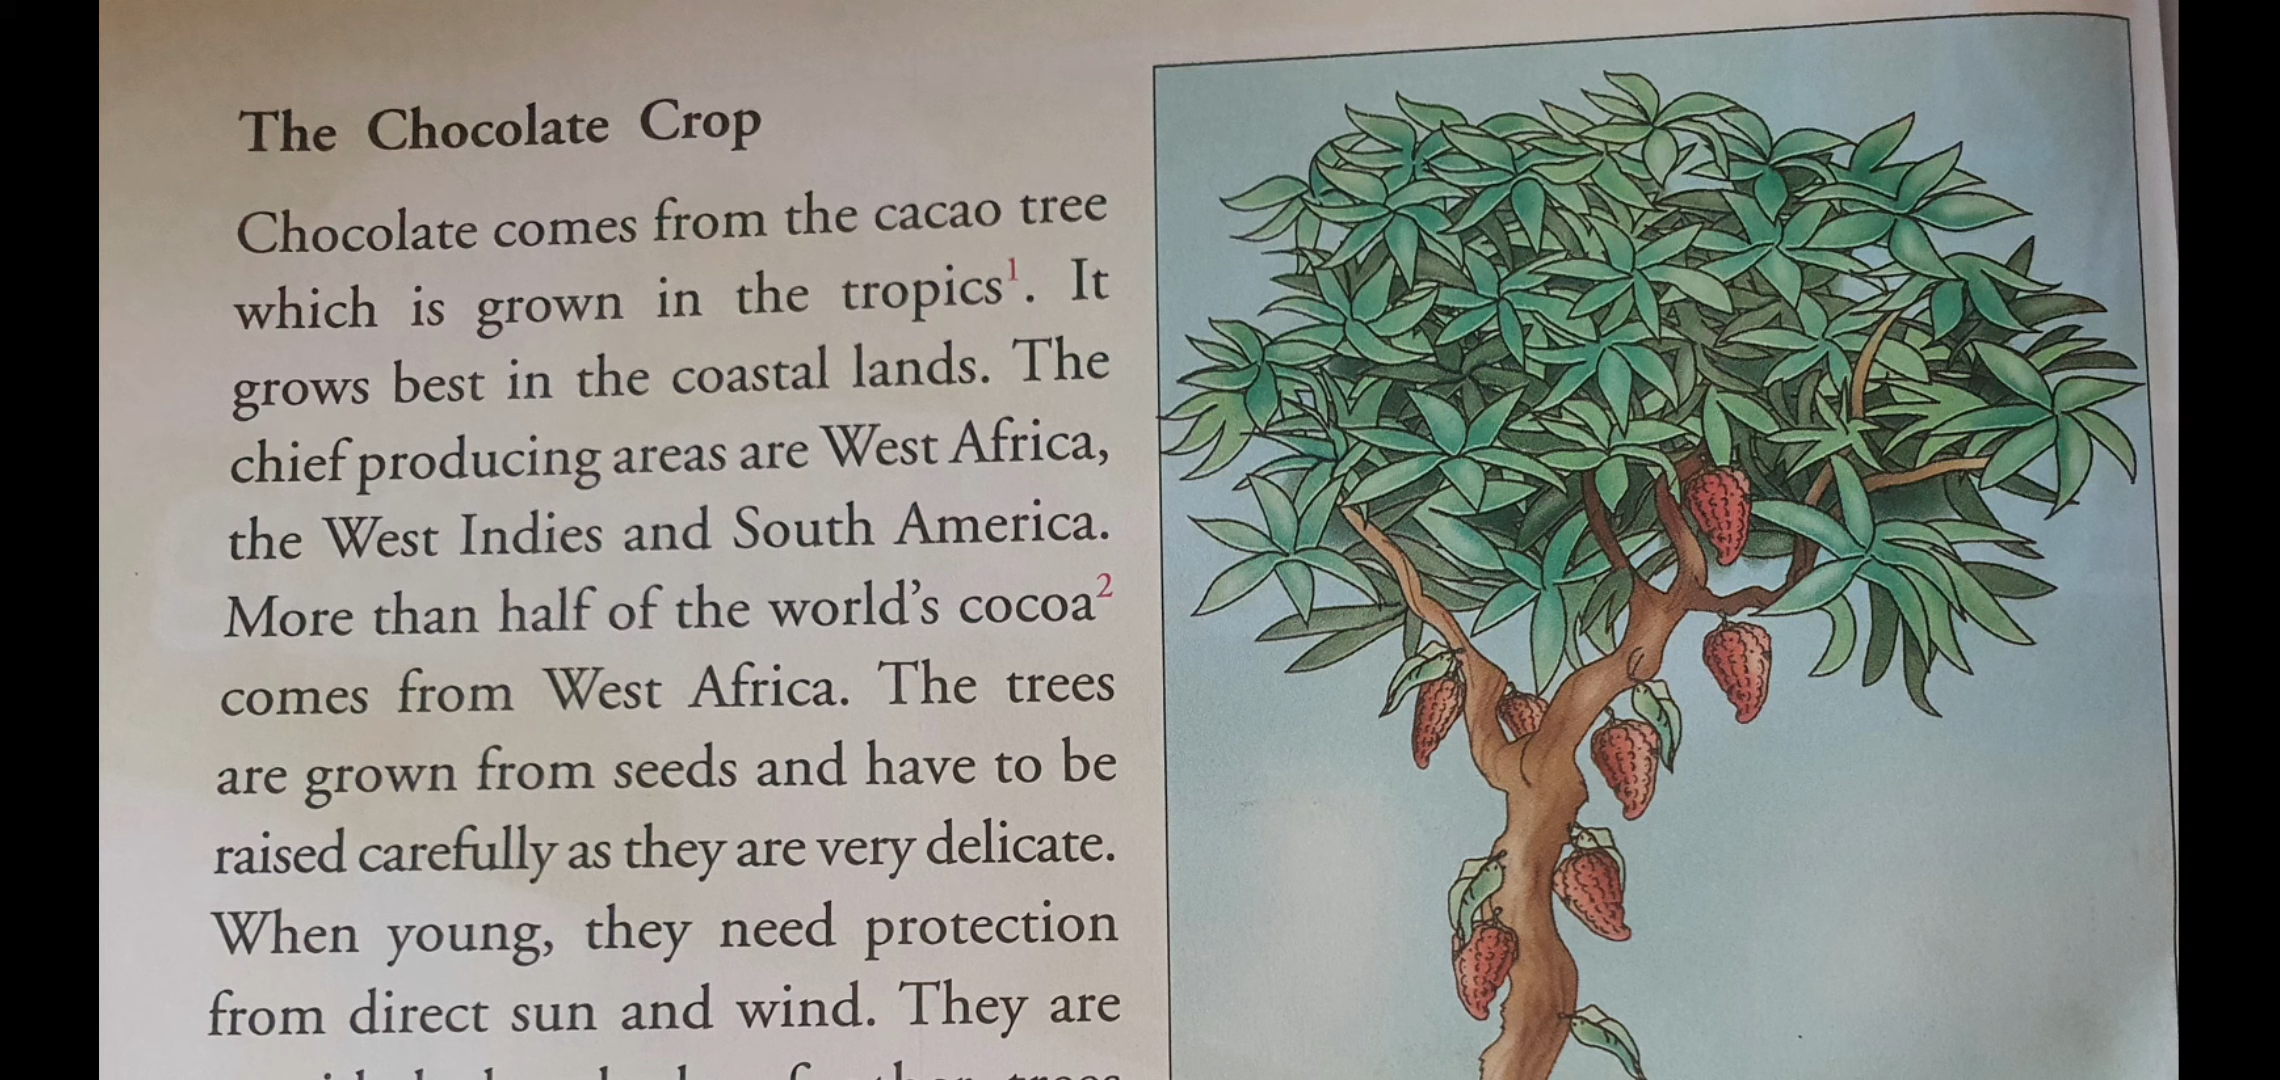 The Chocolate Crop
Chocolate comes from the cacao tree
which is grown in the tropics¹. It
grows best in the coastal lands. The
chief producing areas are West Africa,
the West Indies and South America.
More than half of the world's cocoa²
comes from West Africa. The trees
are grown from seeds and have to be
raised carefully as they are very delicate.
When young, they need protection
from direct sun and wind. They are